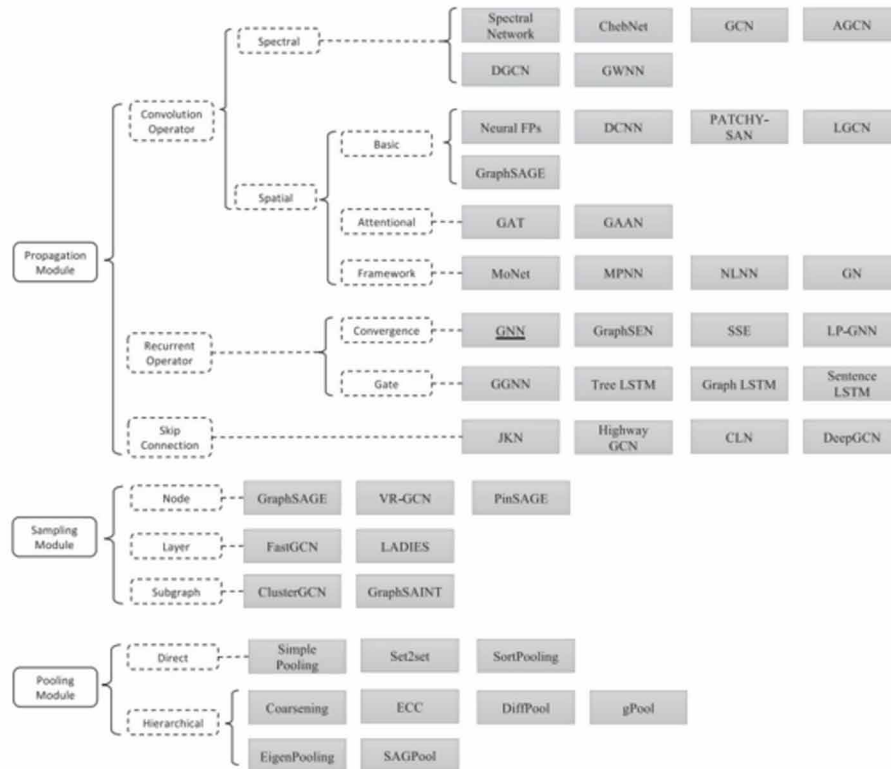 Spectral Network
ChebNet
GCN
AGCN
Spectral
DGCN
GWNN
Convolution Operator
Neural FPs
DCNN
PATCHY-SAN
LGCN
Basic
GraphSAGE
Spatial
Attentional
GAT
GAAN
Propagation Module
Framework
MoNet
MPNN
NLNN
GN
Convergence
GNN
GraphSEN
SSE
LP-GNN
Recurrent Operator
Gate
GGNN
Tree LSTM
Graph LSTM
Sentence LSTM
Skip Connection
JKN
Highway GCN
CLN
DeepGCN
Node
GraphSAGE
VR-GCN
PinSAGE
Sampling Module
Layer
FastGCN
LADIES
Subgraph
ClusterGCN
GraphSAINT
Direct
Simple Pooling
Set2set
SortPooling
Pooling Module
Hierarchical
Coarsening
ECC
DiffPool
gPool
EigenPooling
SAGPool